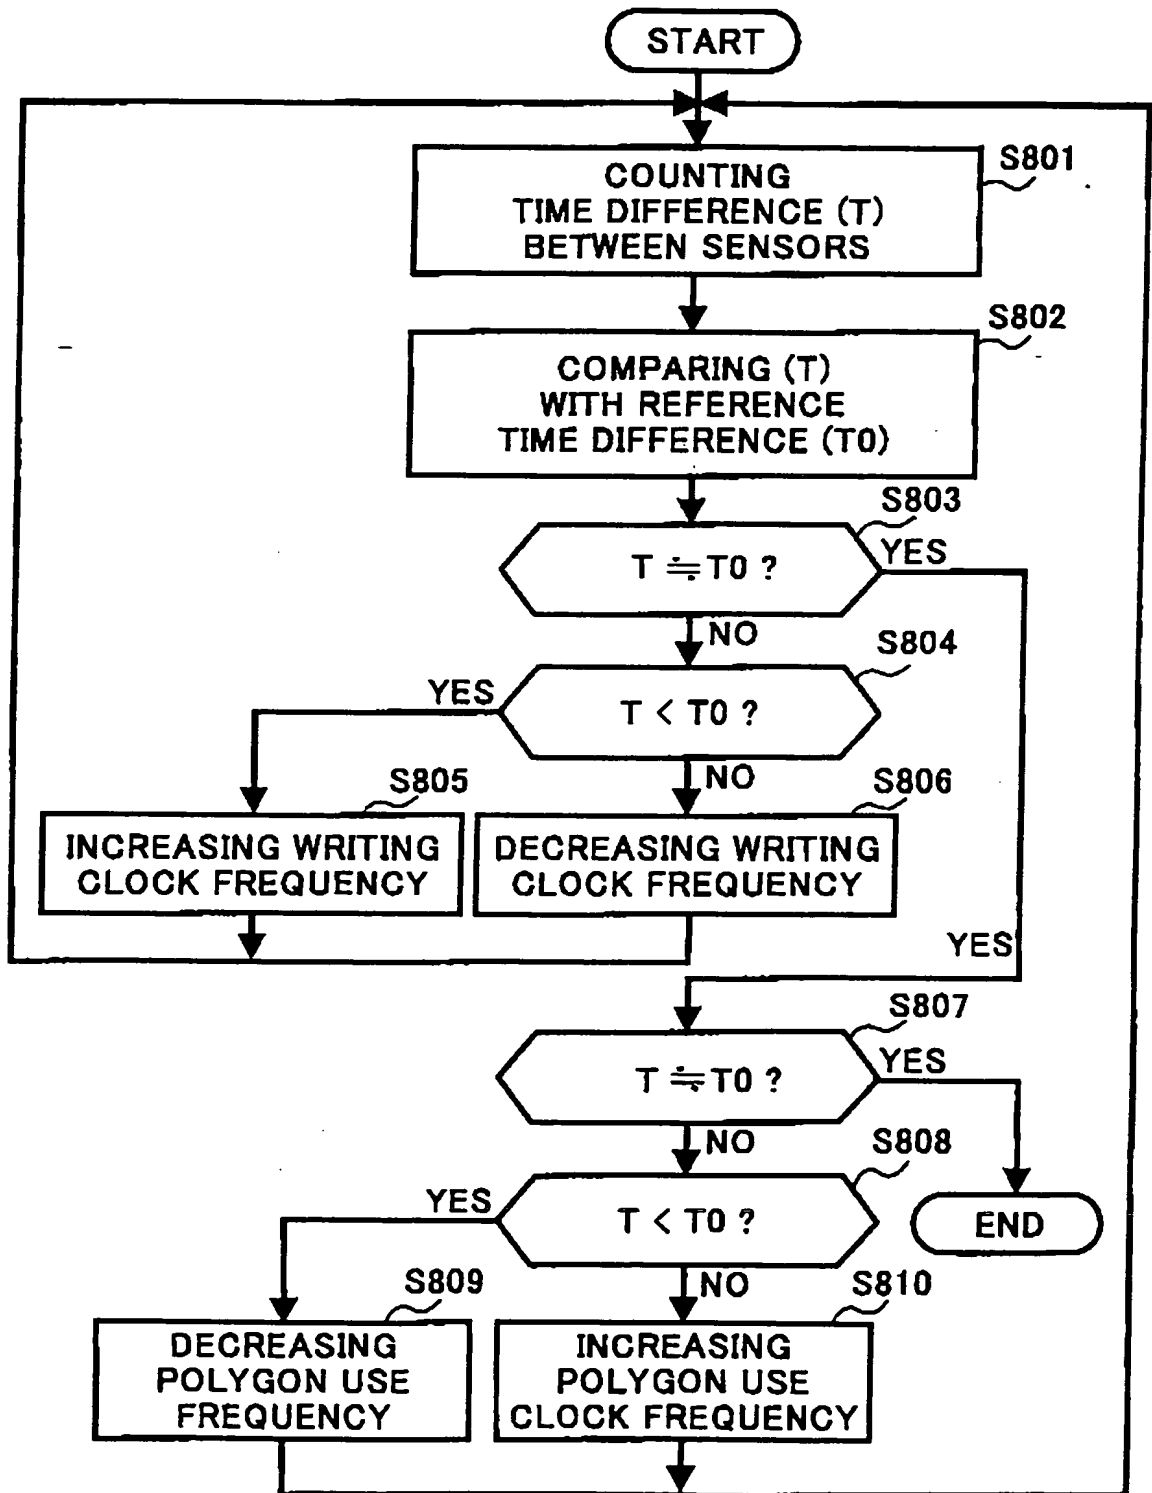 START
S801
COUNTING
TIME DIFFERENCE (T)
BETWEEN SENSORS
S802
COMPARING (T)
WITH REFERENCE
TIME DIFFERENCE (T0)
S803
T ≒ T0 ?
YES
NO
S804
YES
T < T0 ?
NO
S805
S806
INCREASING WRITING
CLOCK FREQUENCY
DECREASING WRITING
CLOCK FREQUENCY
YES
S807
T ≒ T0 ?
YES
NO
S808
YES
T < T0 ?
END
NO
S809
S810
DECREASING
POLYGON USE
FREQUENCY
INCREASING
POLYGON USE
CLOCK FREQUENCY